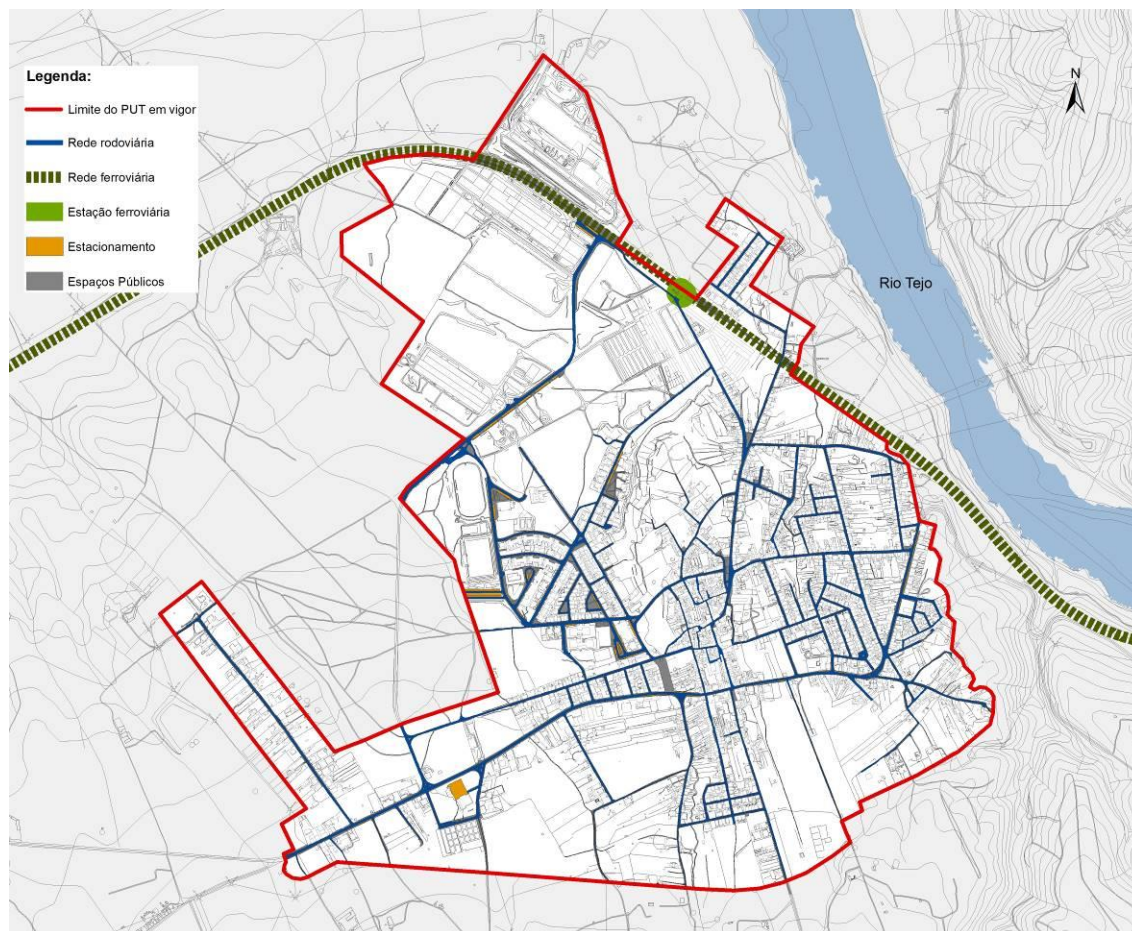 Legenda:
Limite do PUT em vigor
Rede rodoviária
Rede ferroviária
Estação ferroviária
Estacionamento
Espaços Públicos
N
Rio Tejo